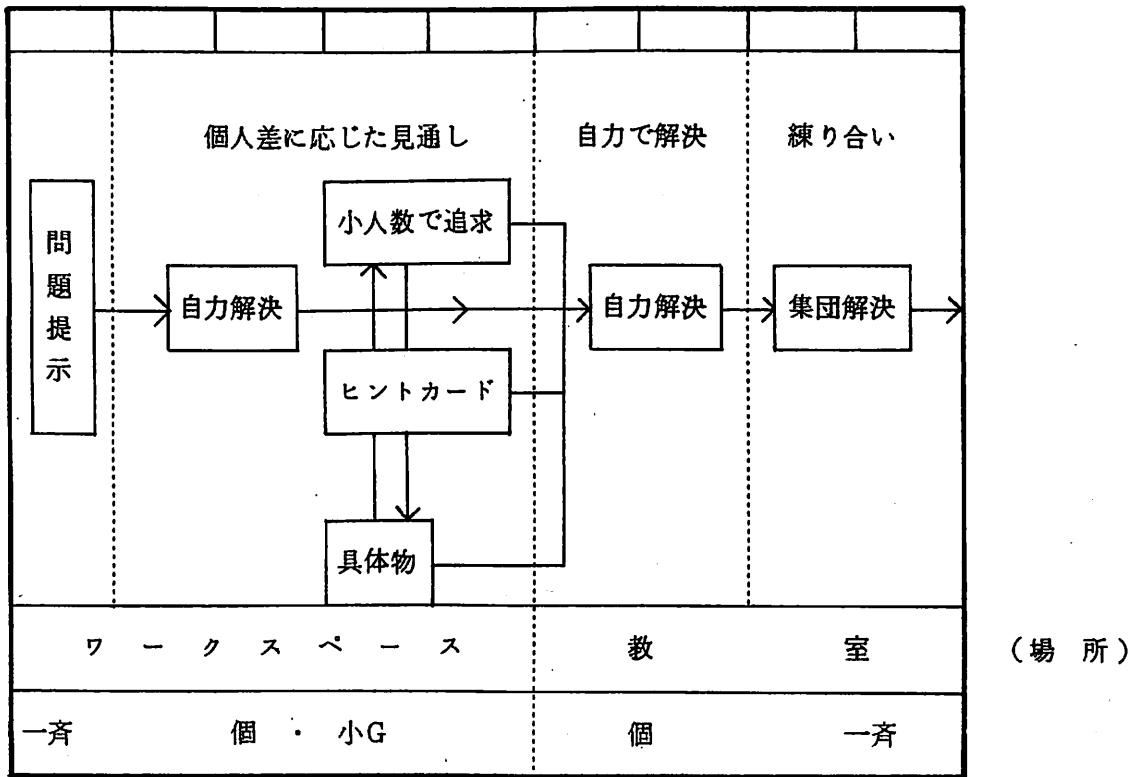 個人差に応じた見通し
自力で解決
練り合い
問題提示
自力解決
小人数で追求
ヒントカード
具体物
自力解決
集団解決
ワークスペース
教室
(場所)
一斉
個・小G
個
一斉